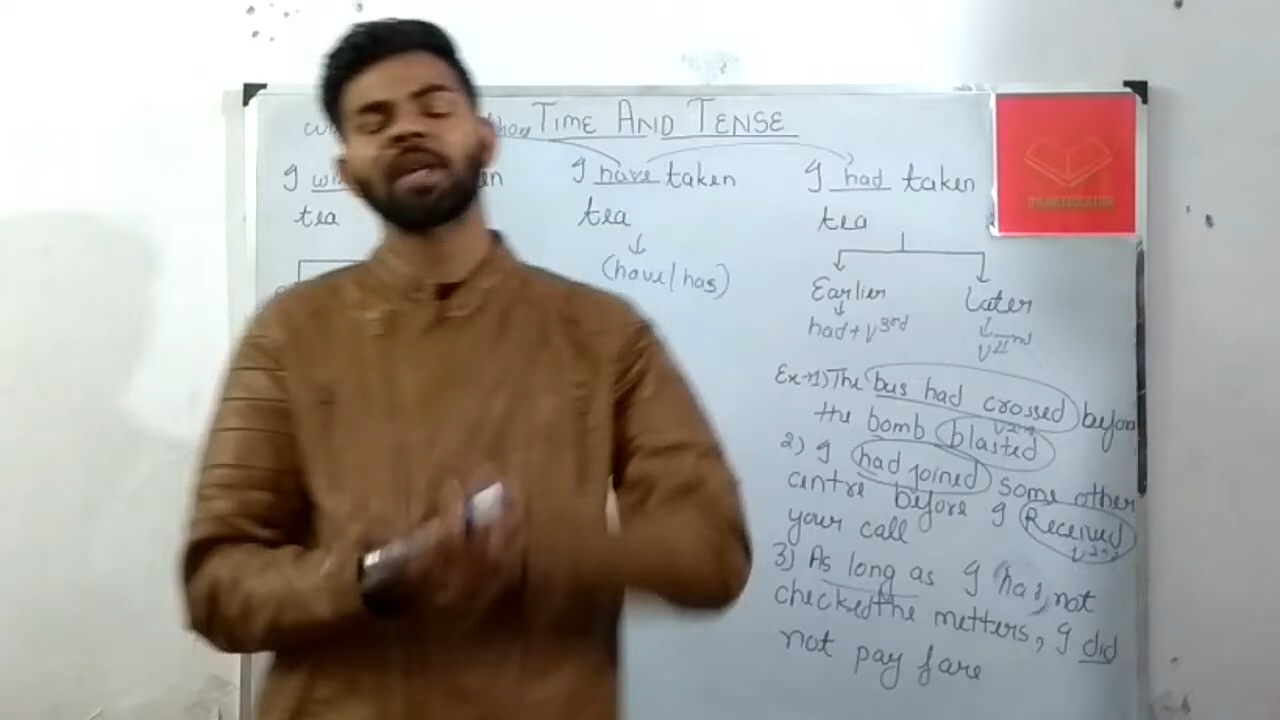 TIME AND TENSE
I have taken
tea
(have/has)
I had taken
tea
Earlier
had+V3rd
Later
V2nd
Ex-1) The bus had crossed before
the bomb blasted
V2nd
2) I had joined some other
centre before I Received
your call
V2nd
3) As long as I had not
checked the metters, I did
not pay fare
I
tea